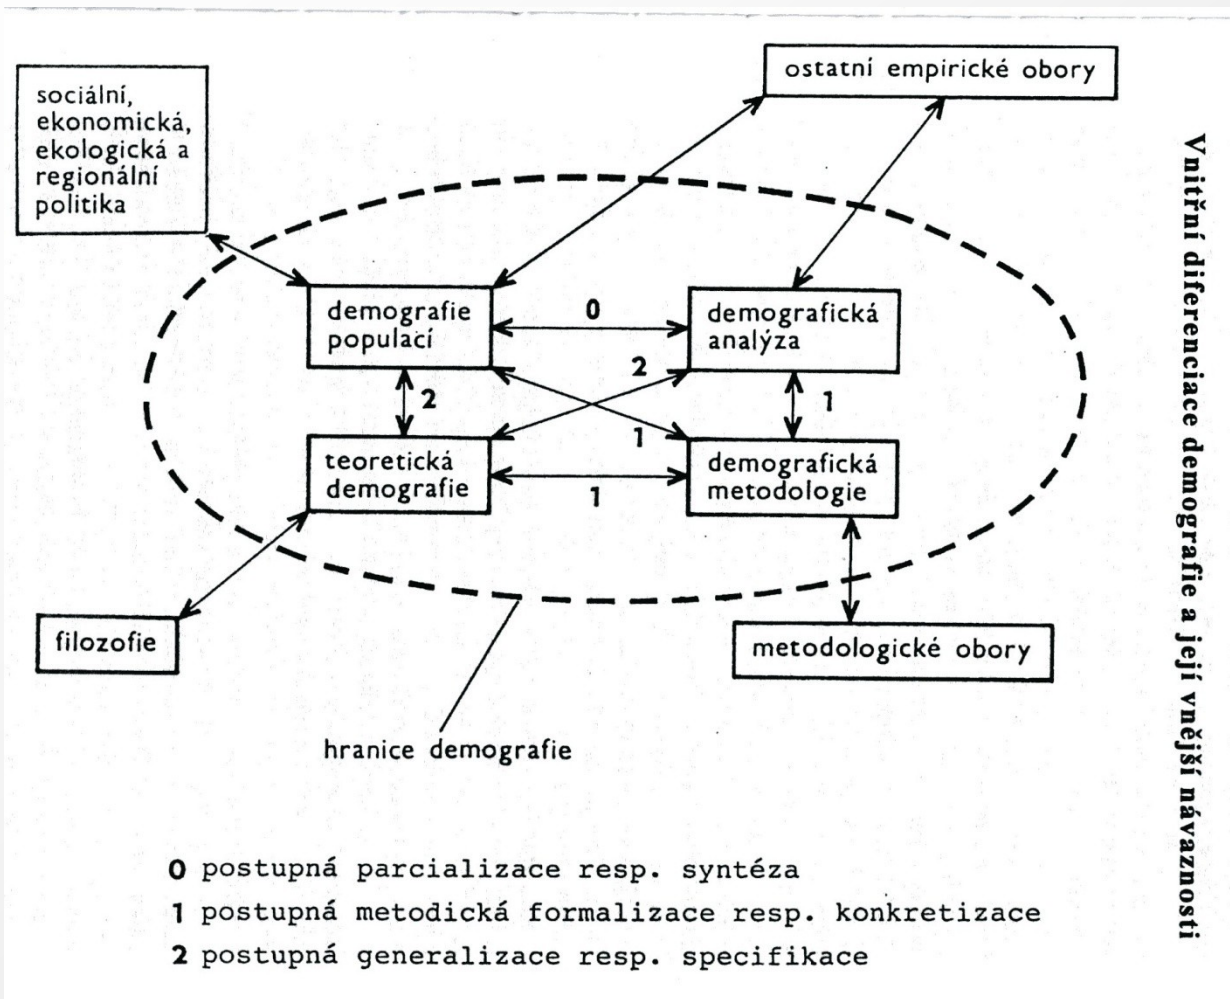 ostatní empirické obory
sociální,
ekonomická,
ekologická a
regionální
politika
demografie
populací
0
demografická
analýza
2
2
1
1
teoretická
demografie
1
demografická
metodologie
filozofie
metodologické obory
hranice demografie
0 postupná parcializace resp. syntéza
1 postupná metodická formalizace resp. konkretizace
2 postupná generalizace resp. specifikace
Vnitřní diferenciace demografie a její vnější návaznosti